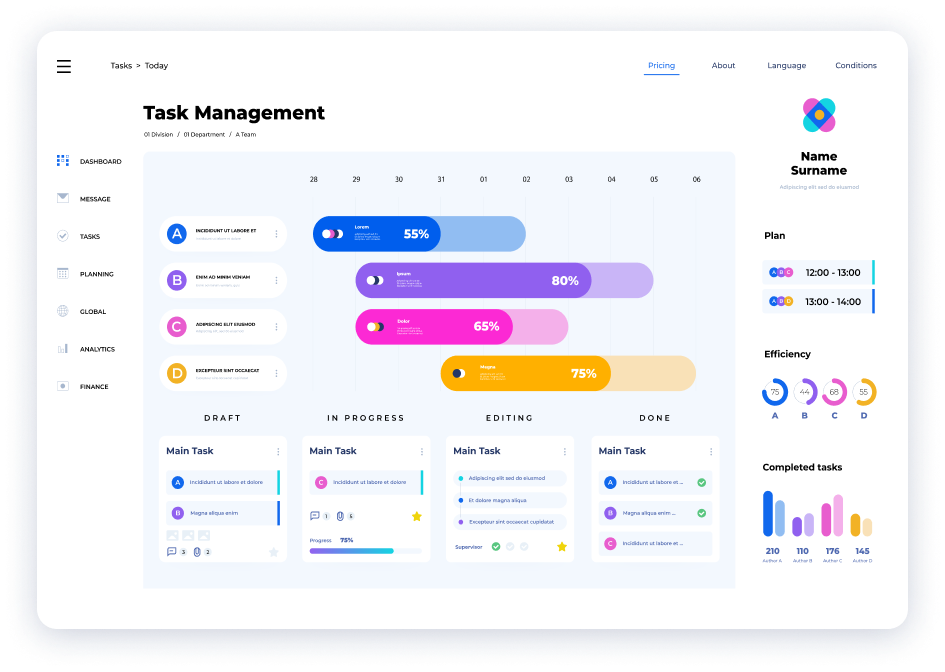 Tasks > Today
Pricing
About
Language
Conditions
Task Management
01 Division / 01 Department / A Team
DASHBOARD
MESSAGE
TASKS
PLANNING
GLOBAL
ANALYTICS
FINANCE
28 29 30 31 01 02 03 04 05 06
A
INCIDIDUNT UT LABORE ET
Lorem
55%
B
ENIM AD MINIM VENIAM
Ipsum
80%
C
ADIPISCING ELIT EIUSMOD
Dolor
65%
D
EXCEPTEUR SINT OCCAECAT
Magna
75%
DRAFT
Main Task
A Incididunt ut labore et dolore
B Magna aliqua enim
3 2
IN PROGRESS
Main Task
C Incididunt ut labore et dolore
1 5
Progress 75%
EDITING
Main Task
Adipiscing elit sed do eiusmod
Et dolore magna aliqua
Excepteur sint occaecat cupidatat
Supervisor
DONE
Main Task
A Incididunt ut labore et ...
B Magna aliqua enim ...
C Incididunt ut labore et ...
Name
Surname
Adipiscing elit sed do eiusmod
Plan
A B C 12:00 - 13:00
A B D 13:00 - 14:00
Efficiency
75 44 68 55
A B C D
Completed tasks
210 110 176 145
Author A Author B Author C Author D